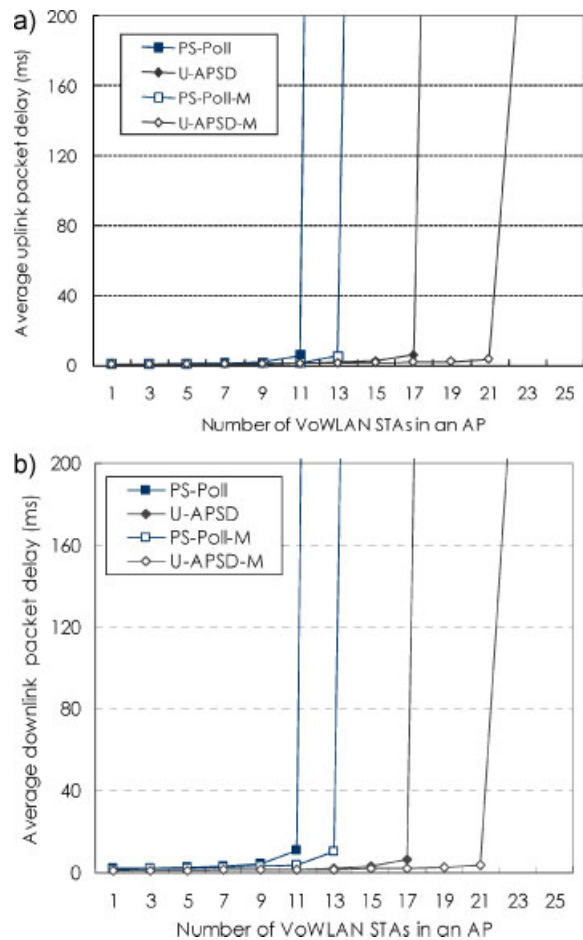 a)
200
160
120
80
40
0
Average uplink packet delay (ms)
PS-Poll
U-APSD
PS-Poll-M
U-APSD-M
1 3 5 7 9 11 13 15 17 19 21 23 25
Number of VoWLAN STAs in an AP
b)
200
160
120
80
40
0
Average downlink packet delay (ms)
PS-Poll
U-APSD
PS-Poll-M
U-APSD-M
1 3 5 7 9 11 13 15 17 19 21 23 25
Number of VoWLAN STAs in an AP